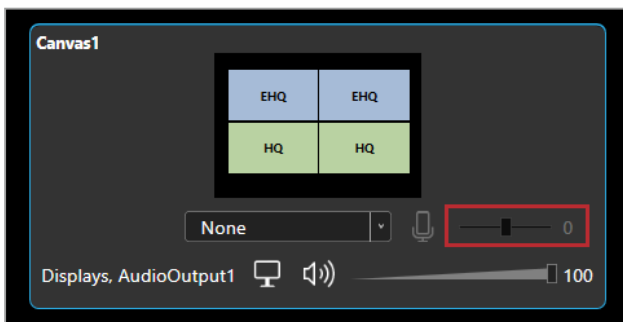 Canvas1
EHQ EHQ
HQ HQ
None 0
Displays, AudioOutput1 100